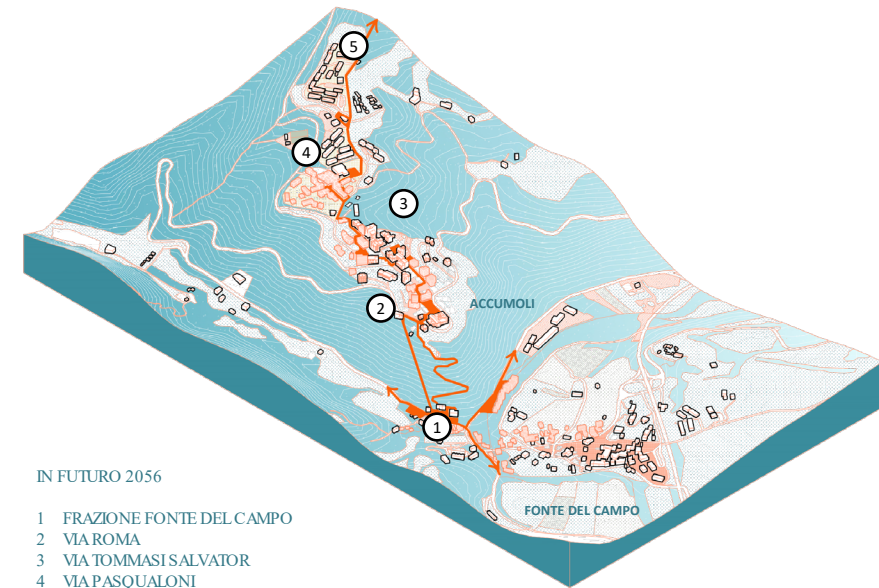 5
4
3
ACCUMOLI
2
1
IN FUTURO 2056
FONTE DEL CAMPO
1 FRAZIONE FONTE DEL CAMPO
2 VIA ROMA
3 VIA TOMMASI SALVATOR
4 VIA PASQUALONI